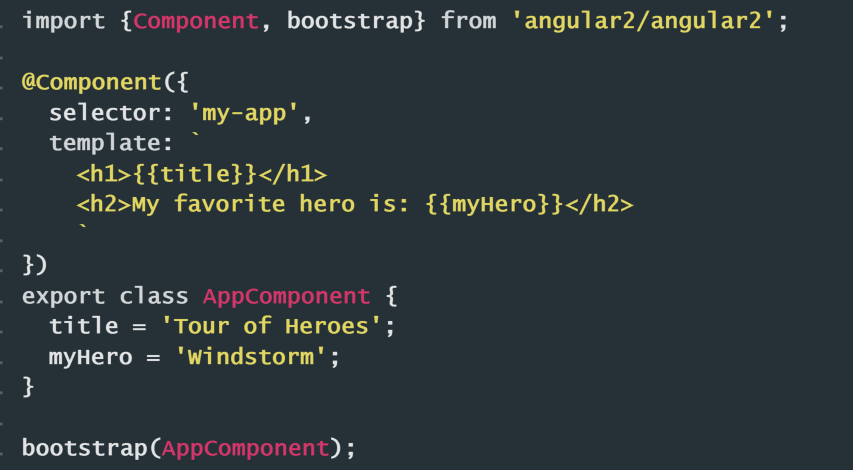 import {Component, bootstrap} from 'angular2/angular2';
@Component({
selector: 'my-app',
template: `
<h1>{{title}}</h1>
<h2>My favorite hero is: {{myHero}}</h2>
`
})
export class AppComponent {
title = 'Tour of Heroes';
myHero = 'Windstorm';
}
bootstrap(AppComponent);